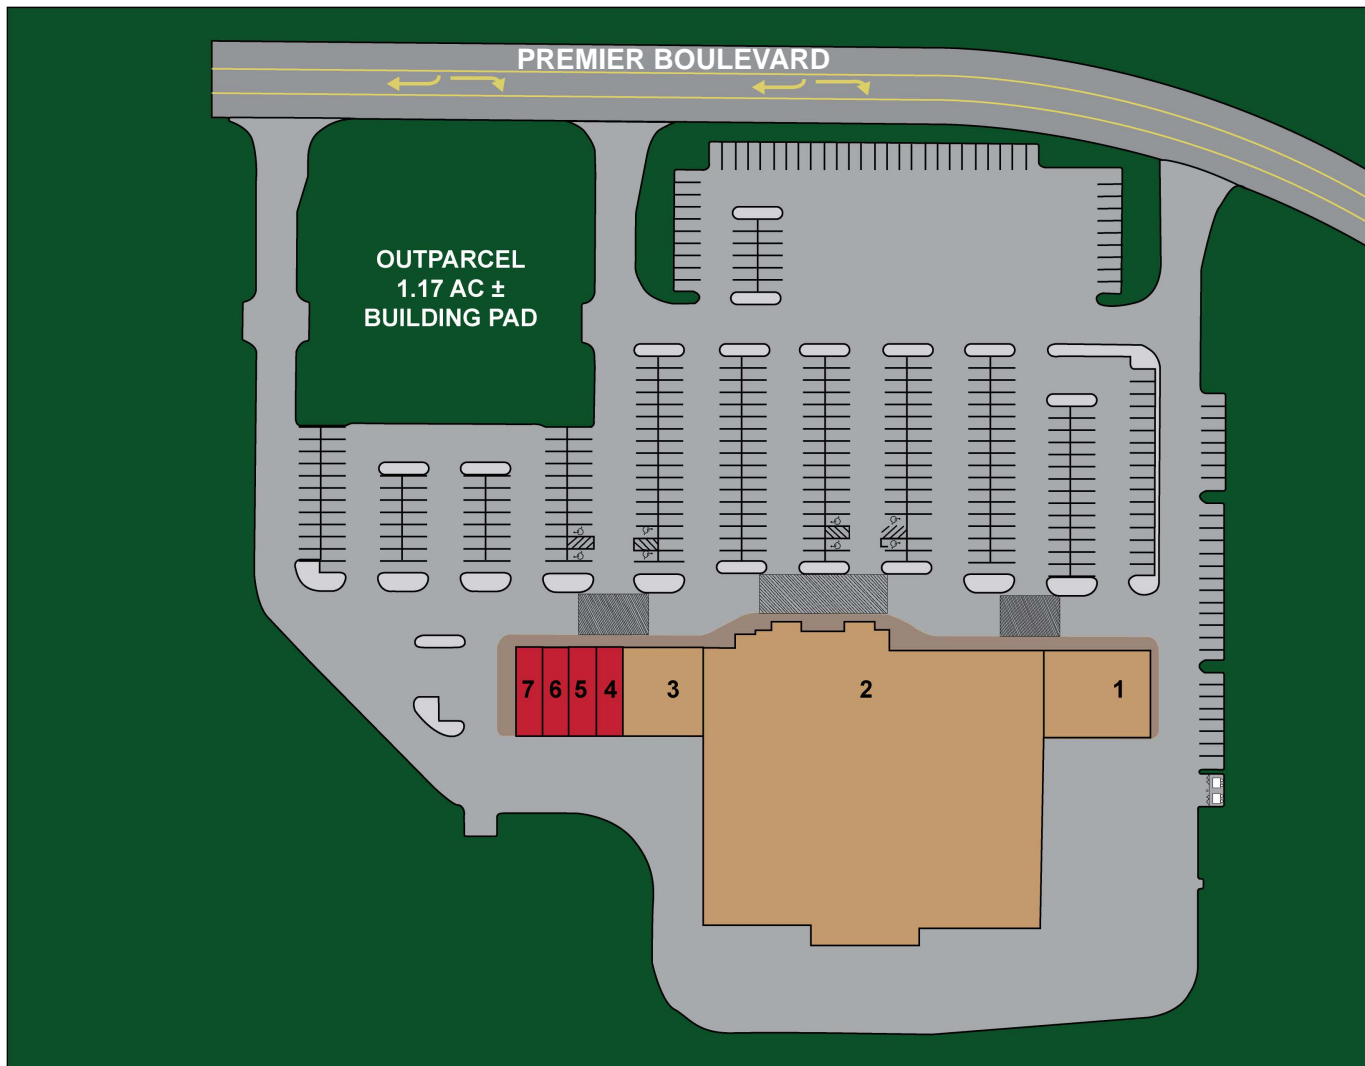 PREMIER BOULEVARD
OUTPARCEL
1.17 AC ±
BUILDING PAD
7 6 5 4 3 2 1